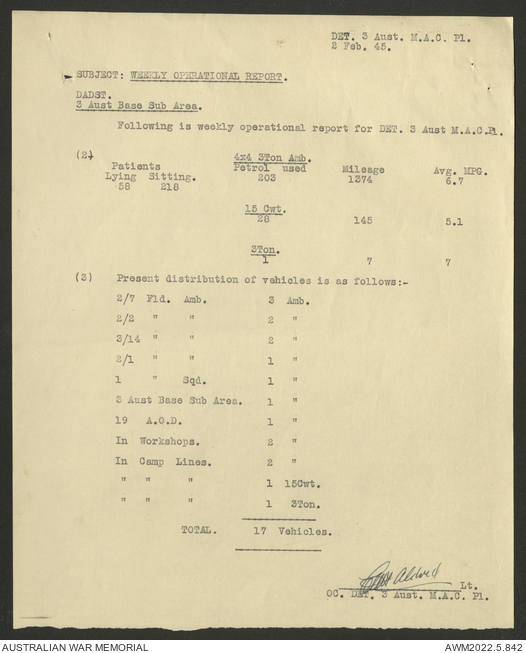 DET. 3 Aust. M.A.C. Pl.
2 Feb. 45.
SUBJECT: WEEKLY OPERATIONAL REPORT.
DADST.
3 Aust Base Sub Area.
Following is weekly operational report for DET. 3 Aust M.A.C.Pl.
(2)
4x4 3Ton Amb.
Patients Petrol used Mileage Avg. MPG.
Lying Sitting.
58 218 203 1374 6.7
15 Cwt.
28 145 5.1
3Ton.
1 7 7
(3) Present distribution of vehicles is as follows:-
2/7 Fld. Amb. 3 Amb.
2/2 " " 2 "
3/14 " " 2 "
2/1 " " 1 "
1 " Sqd. 1 "
3 Aust Base Sub Area. 1 "
19 A.O.D. 1 "
In Workshops. 2 "
In Camp Lines. 2 "
" " " 1 15Cwt.
" " " 1 3Ton.
TOTAL. 17 Vehicles.
Lt.
OC. DET. 3 Aust. M.A.C. Pl.
AUSTRALIAN WAR MEMORIAL AWM2022.5.842